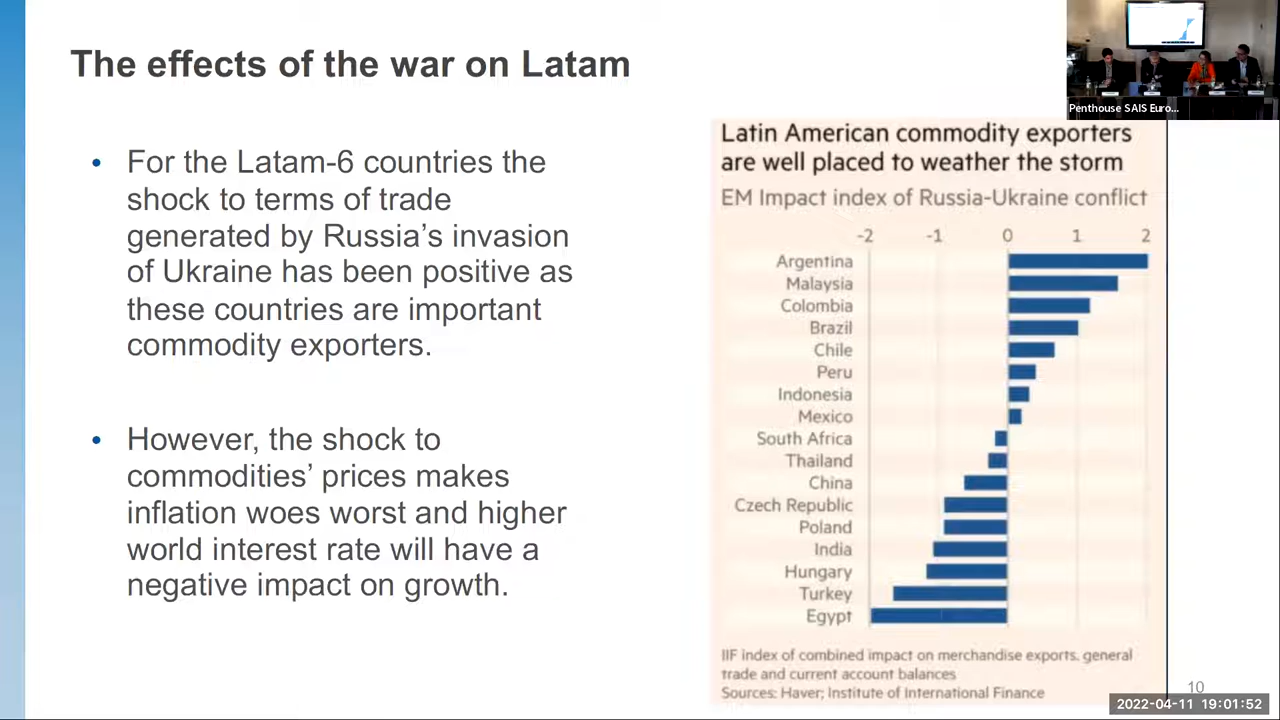 The effects of the war on Latam
Penthouse SAIS Euro...
• For the Latam-6 countries the
shock to terms of trade
generated by Russia’s invasion
of Ukraine has been positive as
these countries are important
commodity exporters.
• However, the shock to
commodities’ prices makes
inflation woes worst and higher
world interest rate will have a
negative impact on growth.
Latin American commodity exporters
are well placed to weather the storm
EM Impact index of Russia-Ukraine conflict
-2 -1 0 1 2
Argentina
Malaysia
Colombia
Brazil
Chile
Peru
Indonesia
Mexico
South Africa
Thailand
China
Czech Republic
Poland
India
Hungary
Turkey
Egypt
IIF index of combined impact on merchandise exports, general
trade and current account balances
Sources: Haver; Institute of International Finance
10
2022-04-11 19:01:52